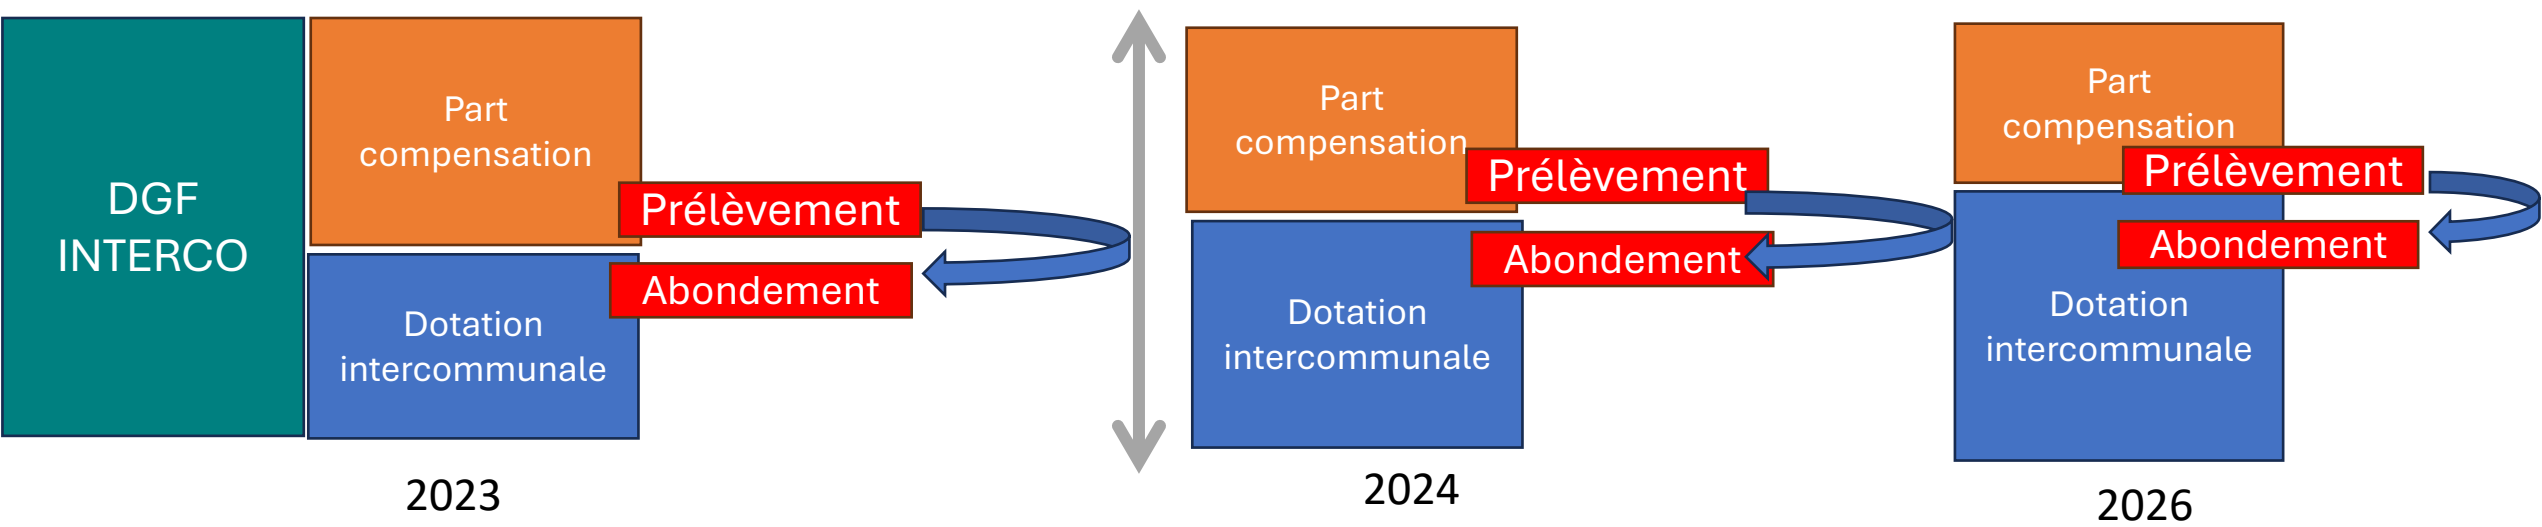 DGF
INTERCO
Part
compensation
Prélèvement
Abondement
Dotation
intercommunale
2023
Part
compensation
Prélèvement
Abondement
Dotation
intercommunale
2024
Part
compensation
Prélèvement
Abondement
Dotation
intercommunale
2026